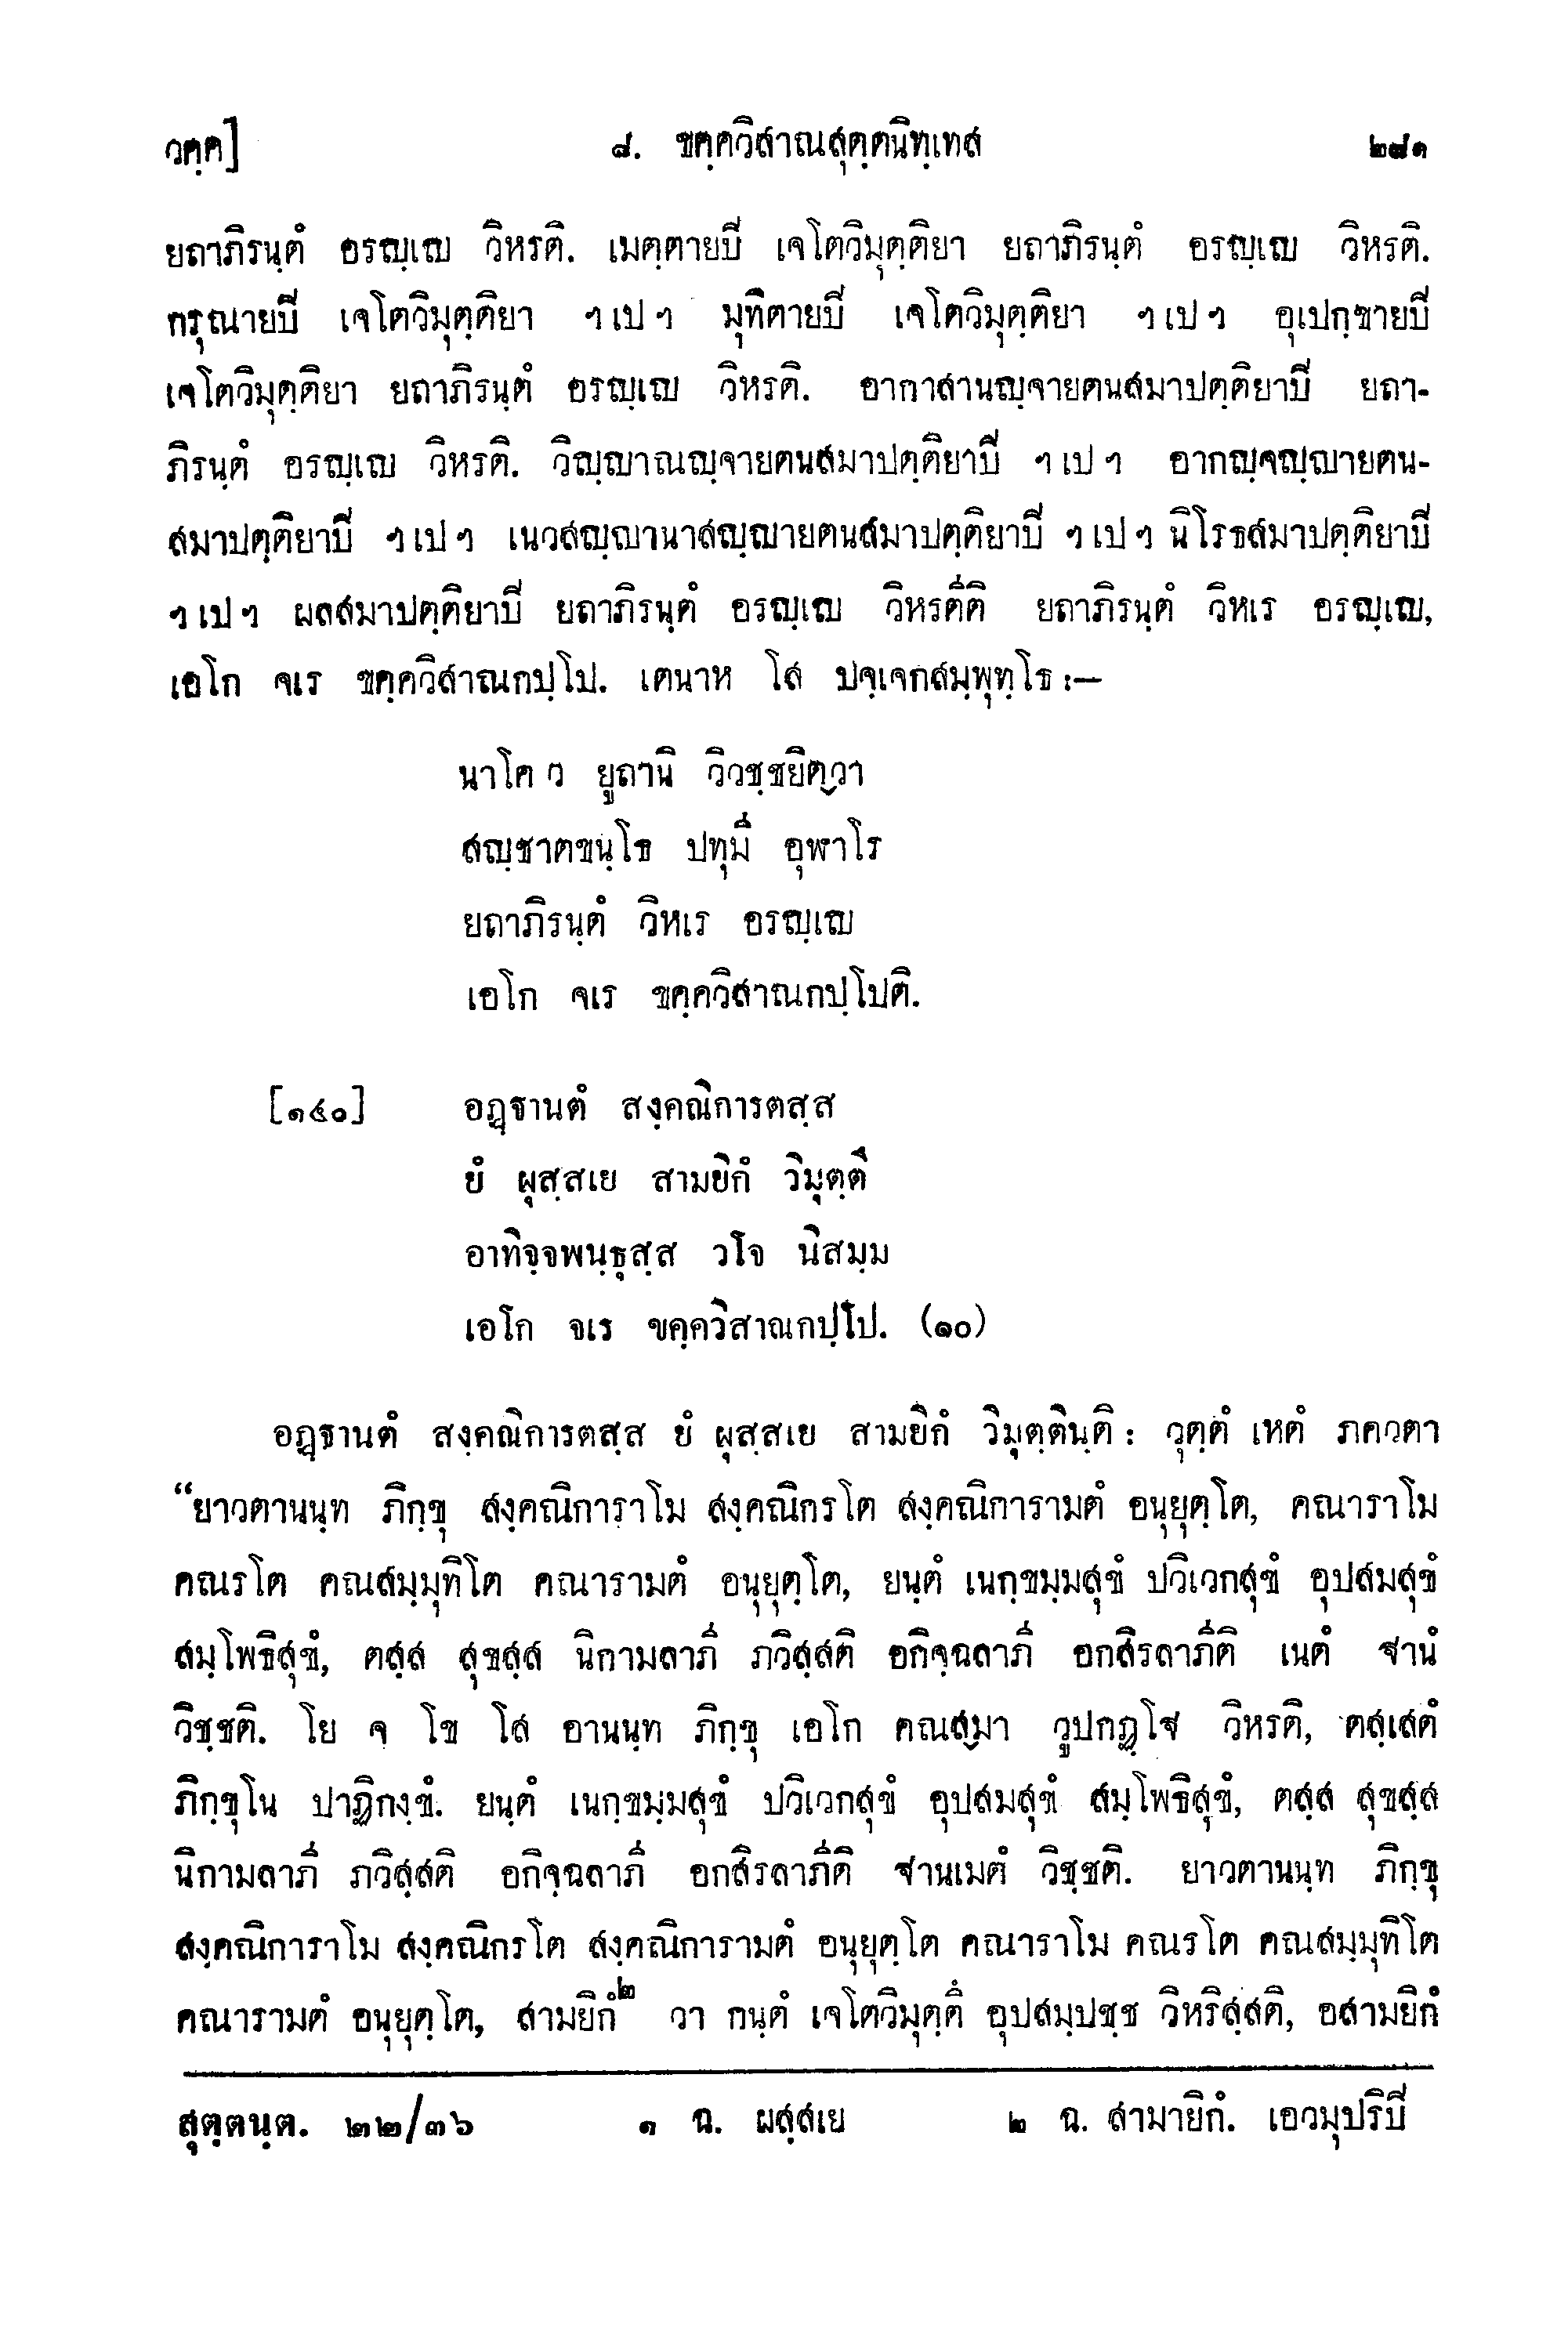 วคฺค]	๘. ขคฺควิสาณสุตฺตนิทฺเทส	๒๘๑
ยถาภิรนฺตํ อรญฺเญ วิหรติ. เมตฺตายปี เจโตวิมุตฺติยา ยถาภิรนฺตํ อรญฺเญ วิหรติ.
กรุณายปี เจโตวิมุตฺติยา ฯ เป ฯ มุทิตายปี เจโตวิมุตฺติยา ฯ เป ฯ อุเปกฺขายปี
เจโตวิมุตฺติยา ยถาภิรนฺตํ อรญฺเญ วิหรติ. อากาสานญฺจายตนสมาปตฺติยาปี ยถา-
ภิรนฺตํ อรญฺเญ วิหรติ. วิญฺญาณญฺจายตนสมาปตฺติยาปี ฯ เป ฯ อากญฺจญฺญายตน-
สมาปตฺติยาปี ฯ เป ฯ เนวสญฺญานาสญฺญายตนสมาปตฺติยาปี ฯ เป ฯ นิโรธสมาปตฺติยาปี
ฯ เป ฯ ผลสมาปตฺติยาปี ยถาภิรนฺตํ อรญฺเญ วิหรตีติ ยถาภิรนฺตํ วิหเร อรญฺเญ,
เอโก จเร ขคฺควิสาณกปฺโป. เตนาห โส ปจฺเจกสมฺพุทฺโธ :—
นาโค ว ยูถานิ วิวชฺชยิตฺวา
สญฺชาตขนฺโธ ปทุมี อุฬาโร
ยถาภิรนฺตํ วิหเร อรญฺเญ
เอโก จเร ขคฺควิสาณกปฺโปติ.
[๑๔๐]	อฏฺฐานตํ สงฺคณิการตสฺส
ยํ ผุสฺสเย สามยิกํ วิมุตฺตึ
อาทิจฺจพนฺธุสฺส วโจ นิสมฺม
เอโก จเร ขคฺควิสาณกปฺโป. (๑๐)
อฏฺฐานตํ สงฺคณิการตสฺส ยํ ผุสฺสเย สามยิกํ วิมุตฺตินฺติ : วุตฺตํ เหตํ ภควตา
“ยาวตานนฺท ภิกฺขุ สงฺคณิการาโม สงฺคณิกรโต สงฺคณิการามตํ อนุยุตฺโต, คณาราโม
คณรโต คณสมฺมุทิโต คณารามตํ อนุยุตฺโต, ยนฺตํ เนกฺขมฺมสุขํ ปวิเวกสุขํ อุปสมสุขํ
สมฺโพธิสุขํ, ตสฺส สุขสฺส นิกามลาภี ภวิสฺสติ อกิจฺฉลาภี อกสิรลาภีติ เนตํ ฐานํ
วิชฺชติ. โย จ โข โส อานนฺท ภิกฺขุ เอโก คณสฺมา วูปกฏฺโฐ วิหรติ, ตสฺเสตํ
ภิกฺขุโน ปาฏิกงฺขํ. ยนฺตํ เนกฺขมฺมสุขํ ปวิเวกสุขํ อุปสมสุขํ สมฺโพธิสุขํ, ตสฺส สุขสฺส
นิกามลาภี ภวิสฺสติ อกิจฺฉลาภี อกสิรลาภีติ ฐานเมตํ วิชฺชติ. ยาวตานนฺท ภิกฺขุ
สงฺคณิการาโม สงฺคณิกรโต สงฺคณิการามตํ อนุยุตฺโต คณาราโม คณรโต คณสมฺมุทิโต
คณารามตํ อนุยุตฺโต, สามยิกํ๒ วา กนฺตํ เจโตวิมุตฺตึ อุปสมฺปชฺช วิหริสฺสติ, อสามยิกํ
สุตฺตนฺต. ๒๒/๓๖	๑ ฉ. ผสฺสเย	๒ ฉ. สามายิกํ. เอวมุปริปี